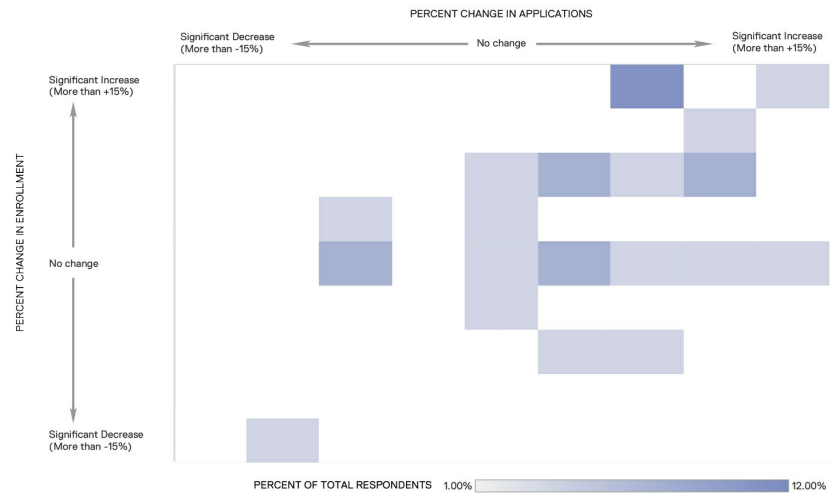 PERCENT CHANGE IN APPLICATIONS
Significant Decrease
(More than -15%)
No change
Significant Increase
(More than +15%)
Significant Increase
(More than +15%)
PERCENT CHANGE IN ENROLLMENT
No change
Significant Decrease
(More than -15%)
PERCENT OF TOTAL RESPONDENTS 1.00% 12.00%